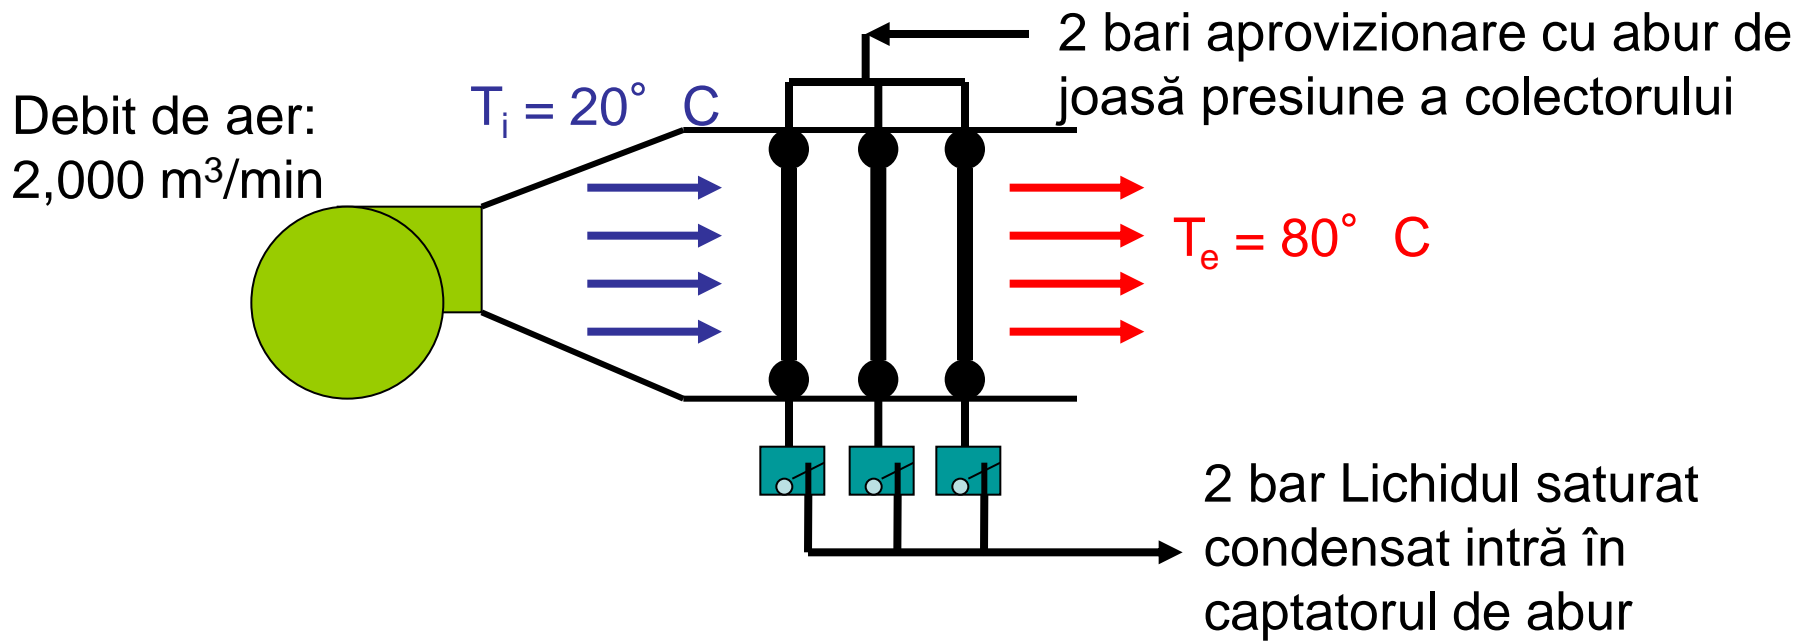 2 bari aprovizionare cu abur de
joasă presiune a colectorului
Debit de aer:
2,000 m³/min
Tᵢ = 20° C
Tₑ = 80° C
2 bar Lichidul saturat
condensat intră în
captatorul de abur